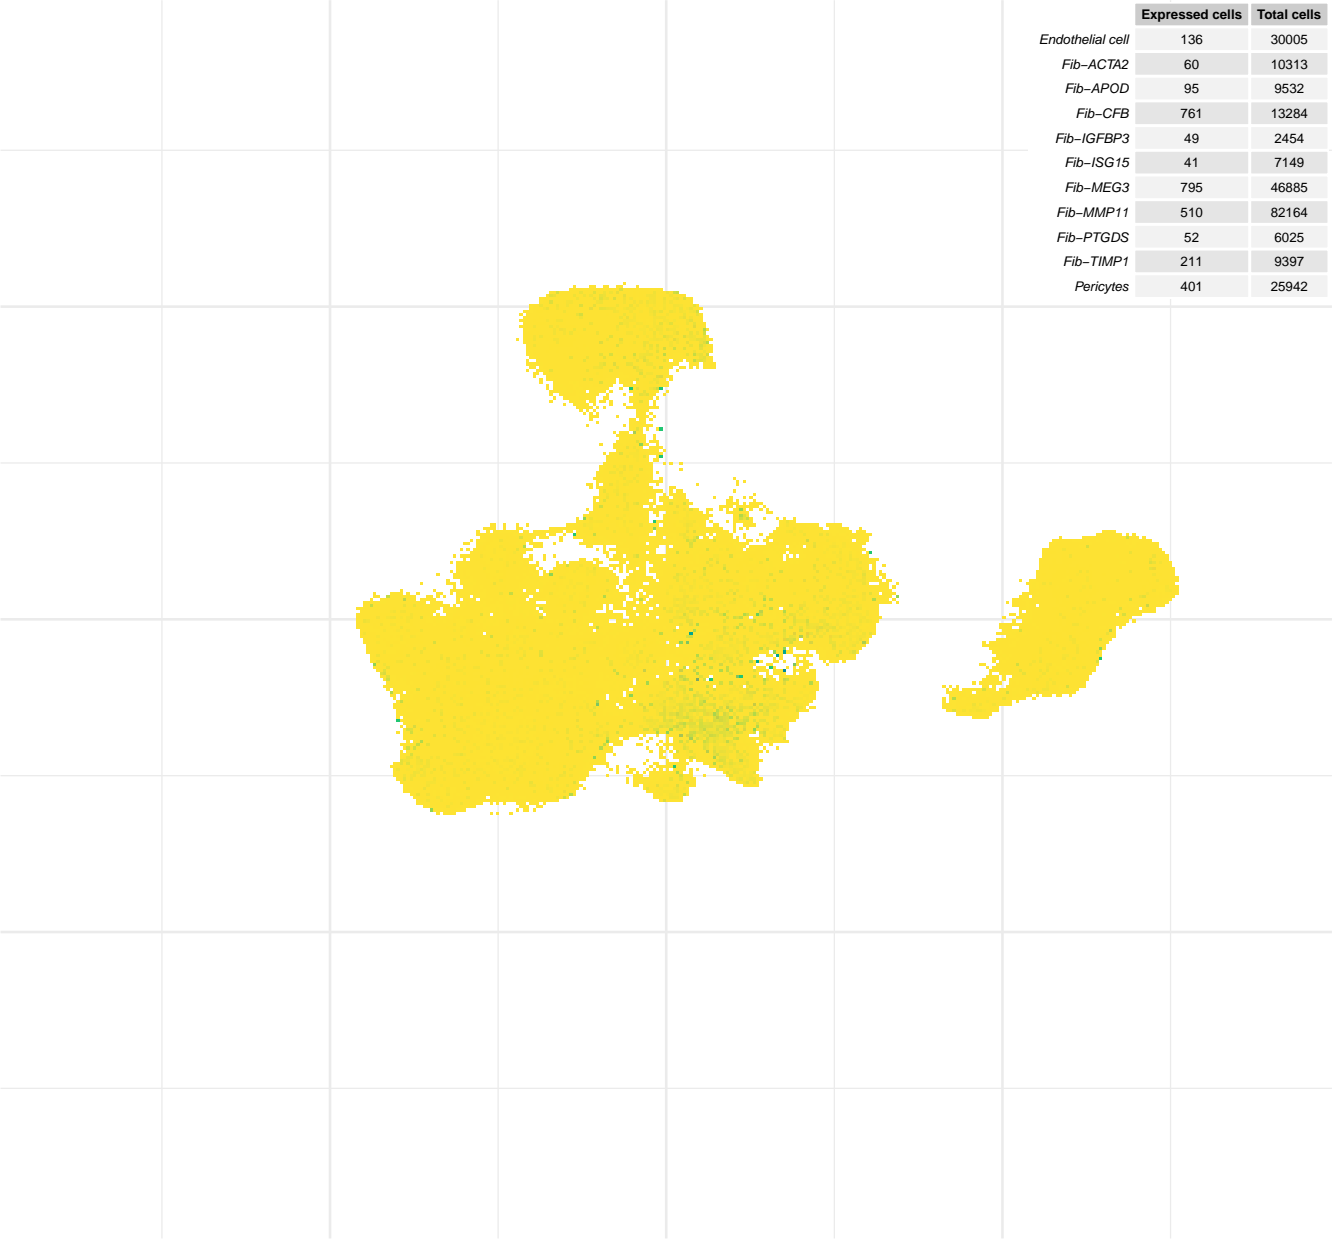 Expressed cells Total cells
Endothelial cell 136 30005
Fib−ACTA2 60 10313
Fib−APOD 95 9532
Fib−CFB 761 13284
Fib−IGFBP3 49 2454
Fib−ISG15 41 7149
Fib−MEG3 795 46885
Fib−MMP11 510 82164
Fib−PTGDS 52 6025
Fib−TIMP1 211 9397
Pericytes 401 25942